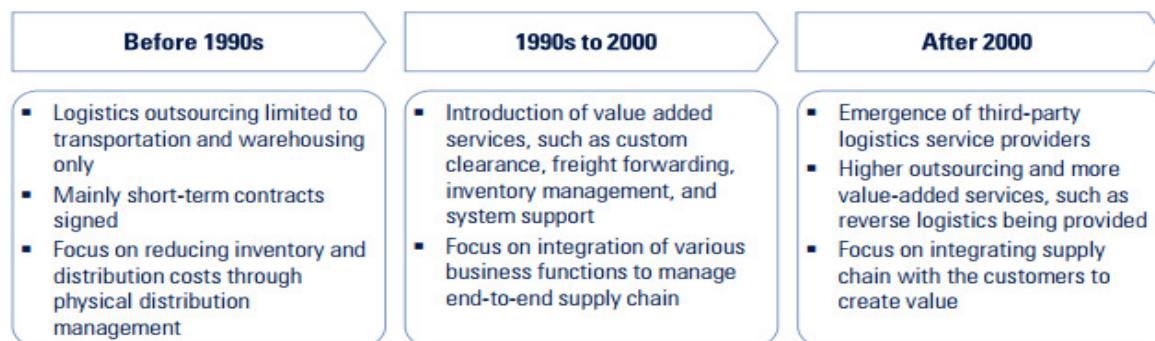 Before 1990s
▪ Logistics outsourcing limited to
transportation and warehousing
only
▪ Mainly short-term contracts
signed
▪ Focus on reducing inventory and
distribution costs through
physical distribution
management
1990s to 2000
▪ Introduction of value added
services, such as custom
clearance, freight forwarding,
inventory management, and
system support
▪ Focus on integration of various
business functions to manage
end-to-end supply chain
After 2000
▪ Emergence of third-party
logistics service providers
▪ Higher outsourcing and more
value-added services, such as
reverse logistics being provided
▪ Focus on integrating supply
chain with the customers to
create value